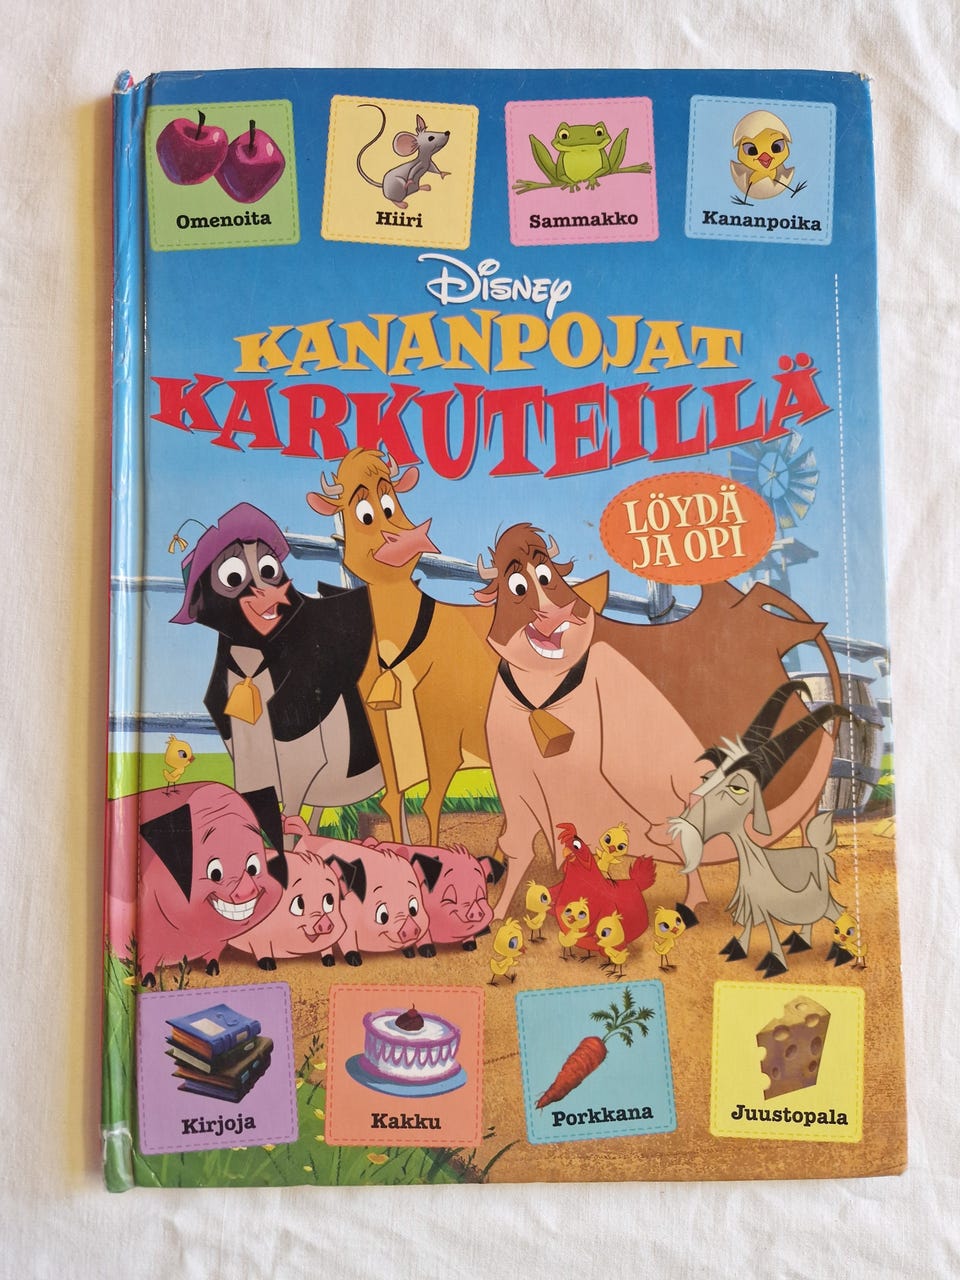 Omenoita
Hiiri
Sammakko
Kananpoika
Disney
KANANPOJAT
KARKUTEILLÄ
LÖYDÄ
JA OPI
Kirjoja
Kakku
Porkkana
Juustopala